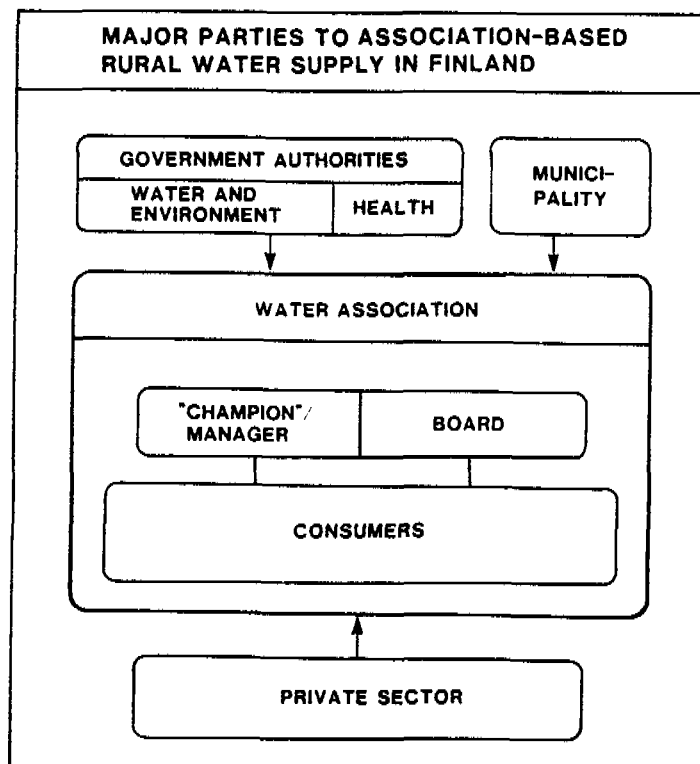 MAJOR PARTIES TO ASSOCIATION-BASED
RURAL WATER SUPPLY IN FINLAND
GOVERNMENT AUTHORITIES
WATER AND
ENVIRONMENT
HEALTH
MUNICI-
PALITY
WATER ASSOCIATION
"CHAMPION"/
MANAGER
BOARD
CONSUMERS
PRIVATE SECTOR